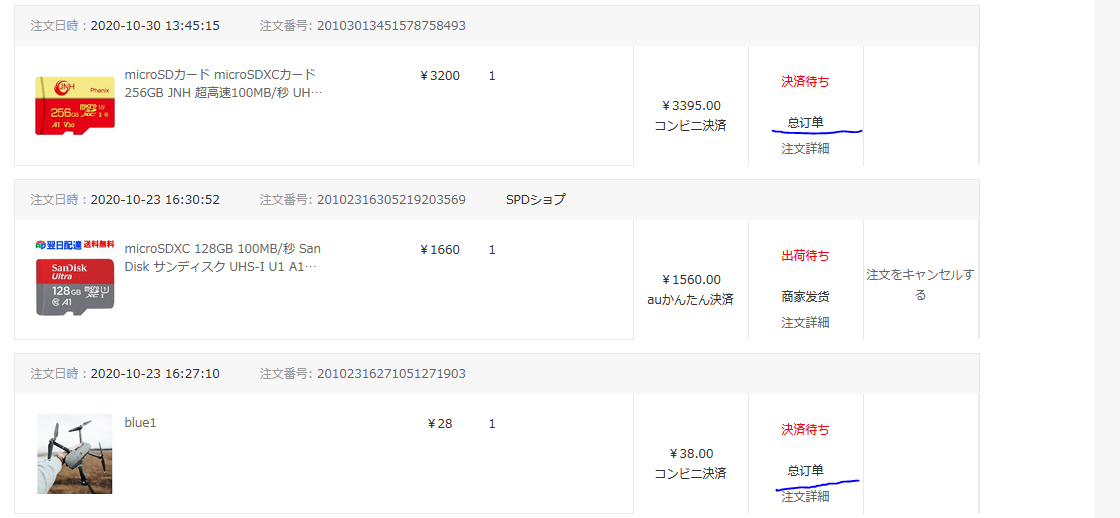 注文日時：2020-10-30 13:45:15 注文番号: 20103013451578758493
JNH Phenix
256GB micro SD XC I U3 6
A1 V30
microSDカード microSDXCカード
256GB JNH 超高速100MB/秒 UH…
￥3200 1
￥3395.00
コンビニ決済
決済待ち
总订单
注文詳細
注文日時：2020-10-23 16:30:52 注文番号: 20102316305219203569 SPDショプ
翌日配達 送料無料
SanDisk
Ultra
128GB micro SD XC I U1
10 A1
microSDXC 128GB 100MB/秒 San
Disk サンディスク UHS-I U1 A1…
￥1660 1
￥1560.00
auかんたん決済
出荷待ち
商家发货
注文詳細
注文をキャンセルす
る
注文日時：2020-10-23 16:27:10 注文番号: 20102316271051271903
blue1
￥28 1
￥38.00
コンビニ決済
決済待ち
总订单
注文詳細